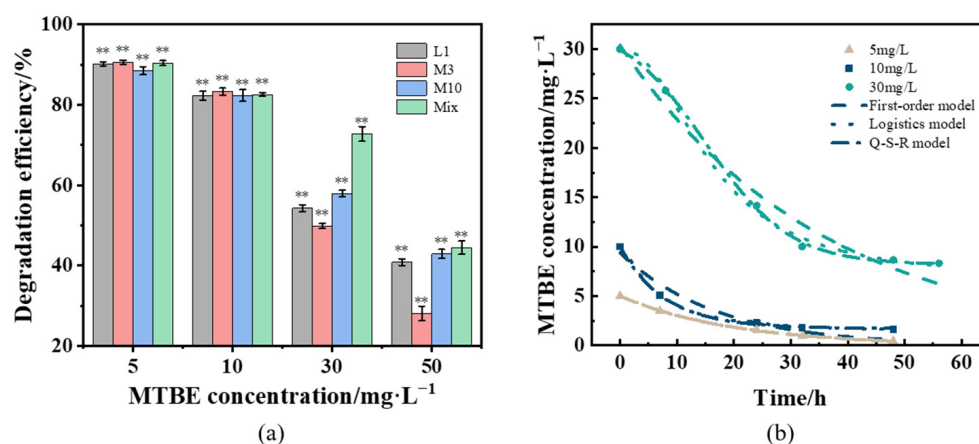 100
80
60
40
20
Degradation efficiency/%
** ** ** **
** ** ** **
** ** ** **
** ** ** **
L1
M3
M10
Mix
5 10 30 50
MTBE concentration/mg·L⁻¹
(a)
30
25
20
15
10
5
0
MTBE concentration/mg·L⁻¹
5mg/L
10mg/L
30mg/L
First-order model
Logistics model
Q-S-R model
0 10 20 30 40 50 60
Time/h
(b)